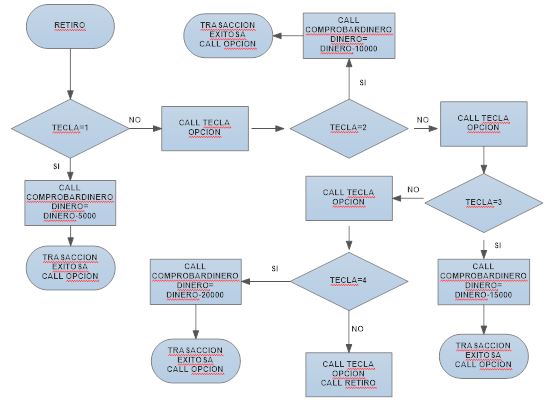 RETIRO
TECLA=1
SI
CALL
COMPROBARDINERO
DINERO=
DINERO-5000
TRASACCION
EXITOSA
CALL OPCION
NO
CALL TECLA
OPCION
TECLA=2
SI
CALL
COMPROBARDINERO
DINERO=
DINERO-10000
TRASACCION
EXITOSA
CALL OPCION
NO
CALL TECLA
OPCION
TECLA=3
SI
CALL
COMPROBARDINERO
DINERO=
DINERO-15000
TRASACCION
EXITOSA
CALL OPCION
NO
CALL TECLA
OPCION
TECLA=4
SI
CALL
COMPROBARDINERO
DINERO=
DINERO-20000
TRASACCION
EXITOSA
CALL OPCION
NO
CALL TECLA
OPCION
CALL RETIRO